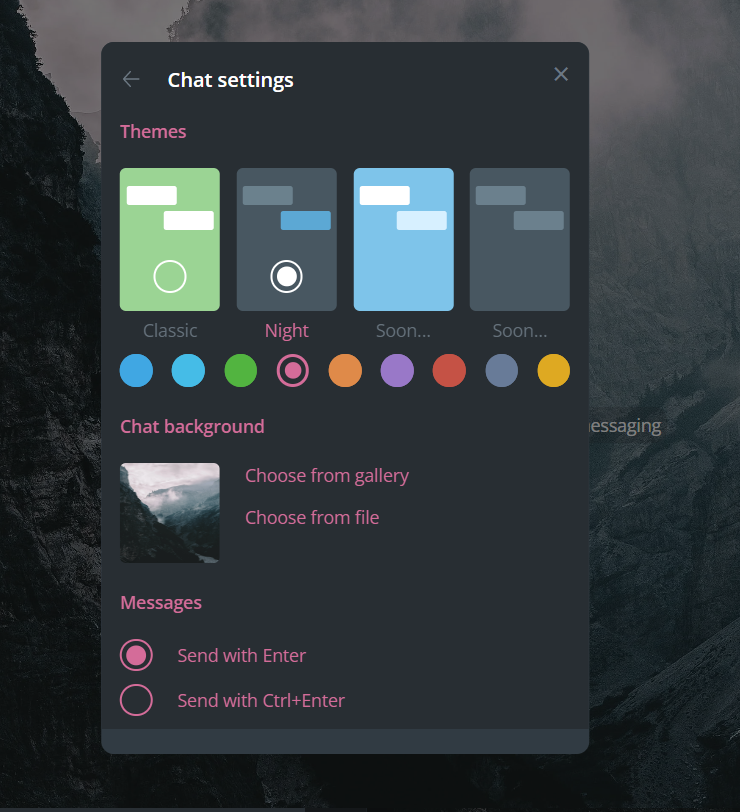 Chat settings
Themes
Classic
Night
Soon...
Soon...
Chat background
essaging
Choose from gallery
Choose from file
Messages
Send with Enter
Send with Ctrl+Enter